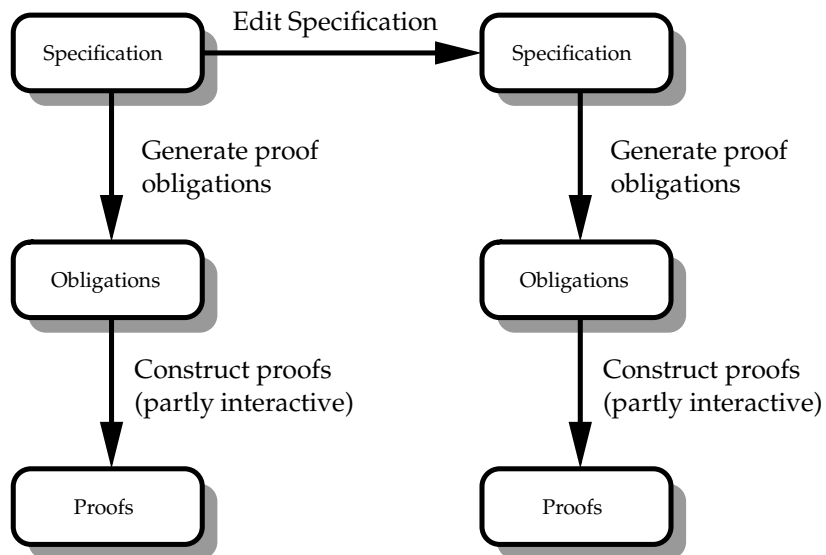 Edit Specification
Specification
Specification
Generate proof
obligations
Generate proof
obligations
Obligations
Obligations
Construct proofs
(partly interactive)
Construct proofs
(partly interactive)
Proofs
Proofs